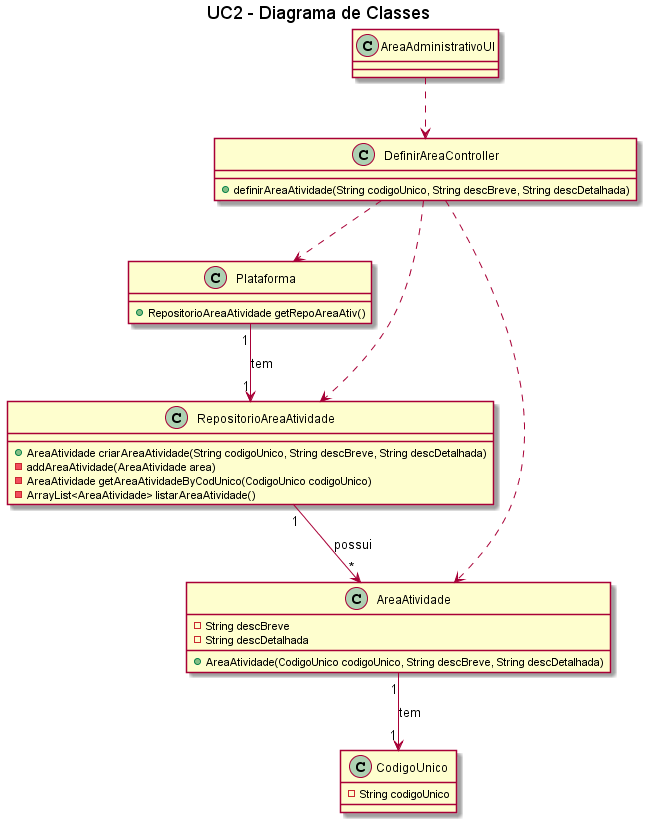 UC2 - Diagrama de Classes
C AreaAdministrativoUI
C DefinirAreaController
definirAreaAtividade(String codigoUnico, String descBreve, String descDetalhada)
C Plataforma
RepositorioAreaAtividade getRepoAreaAtiv()
1
tem
1
C RepositorioAreaAtividade
AreaAtividade criarAreaAtividade(String codigoUnico, String descBreve, String descDetalhada)
addAreaAtividade(AreaAtividade area)
AreaAtividade getAreaAtividadeByCodUnico(CodigoUnico codigoUnico)
ArrayList<AreaAtividade> listarAreaAtividade()
1
possui
*
C AreaAtividade
String descBreve
String descDetalhada
AreaAtividade(CodigoUnico codigoUnico, String descBreve, String descDetalhada)
1
tem
1
C CodigoUnico
String codigoUnico